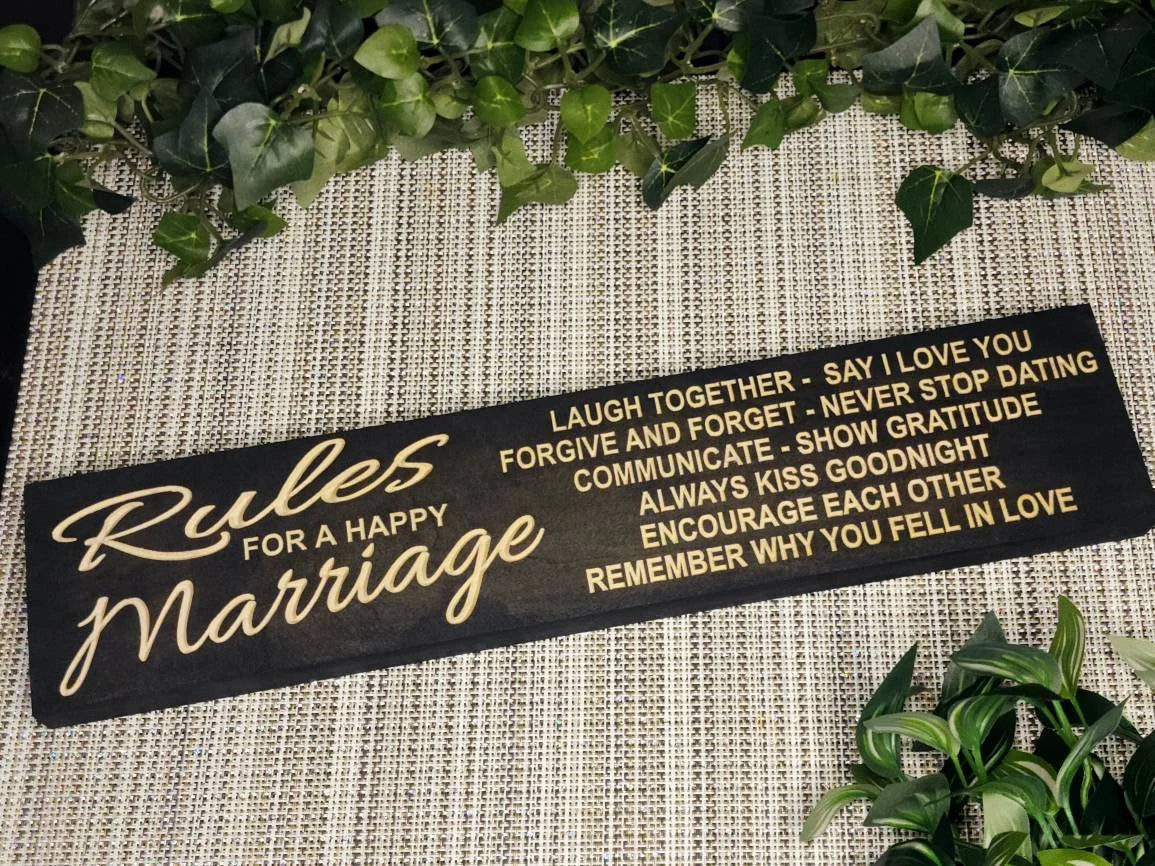 Rules
FOR A HAPPY
Marriage
LAUGH TOGETHER - SAY I LOVE YOU
FORGIVE AND FORGET - NEVER STOP DATING
COMMUNICATE - SHOW GRATITUDE
ALWAYS KISS GOODNIGHT
ENCOURAGE EACH OTHER
REMEMBER WHY YOU FELL IN LOVE